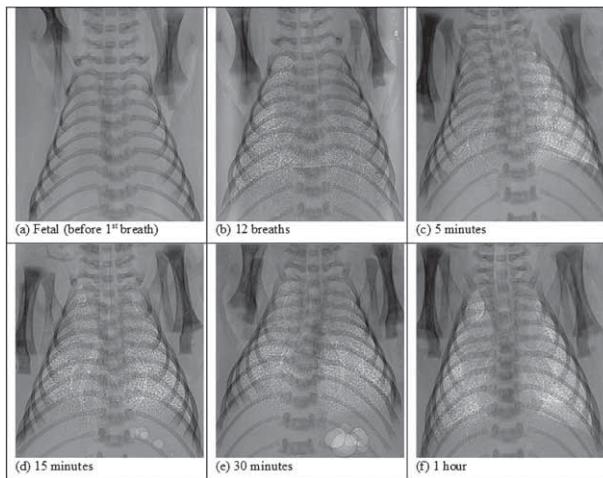 (a) Fetal (before 1st breath)
(b) 12 breaths
(c) 5 minutes
(d) 15 minutes
(e) 30 minutes
(f) 1 hour